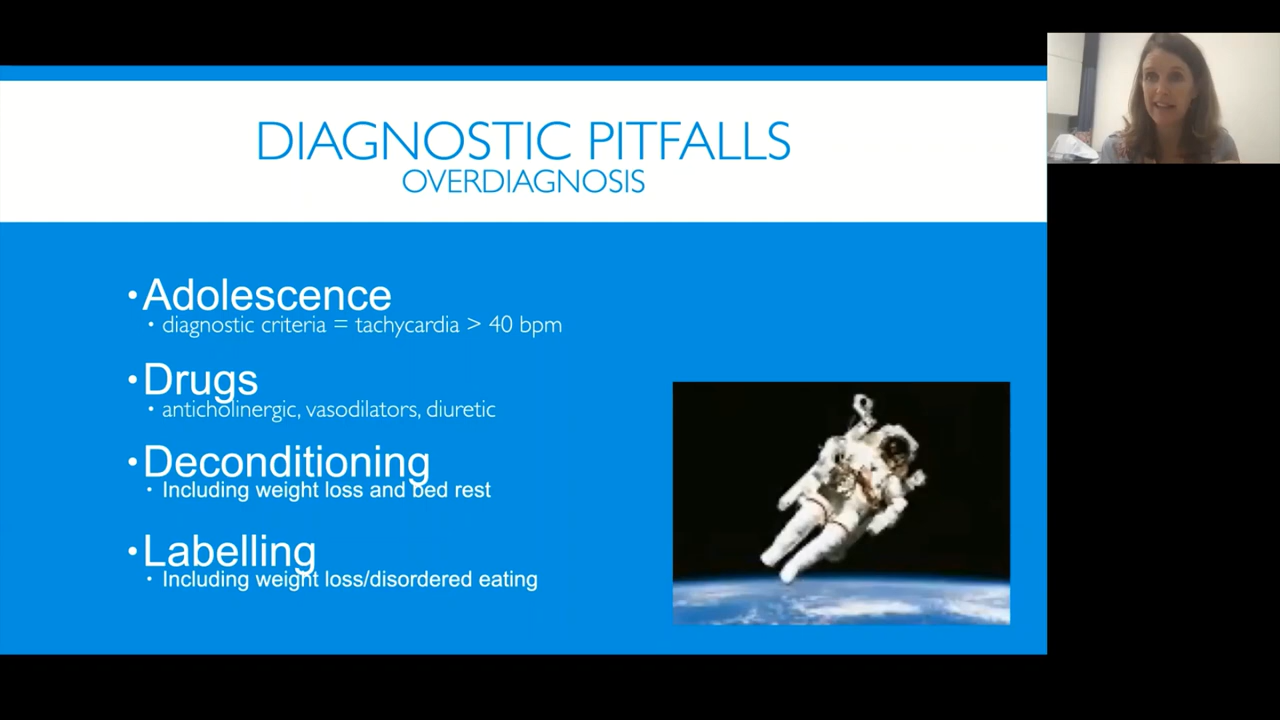 DIAGNOSTIC PITFALLS
OVERDIAGNOSIS
•Adolescence
• diagnostic criteria = tachycardia > 40 bpm
•Drugs
• anticholinergic, vasodilators, diuretic
•Deconditioning
• Including weight loss and bed rest
•Labelling
• Including weight loss/disordered eating